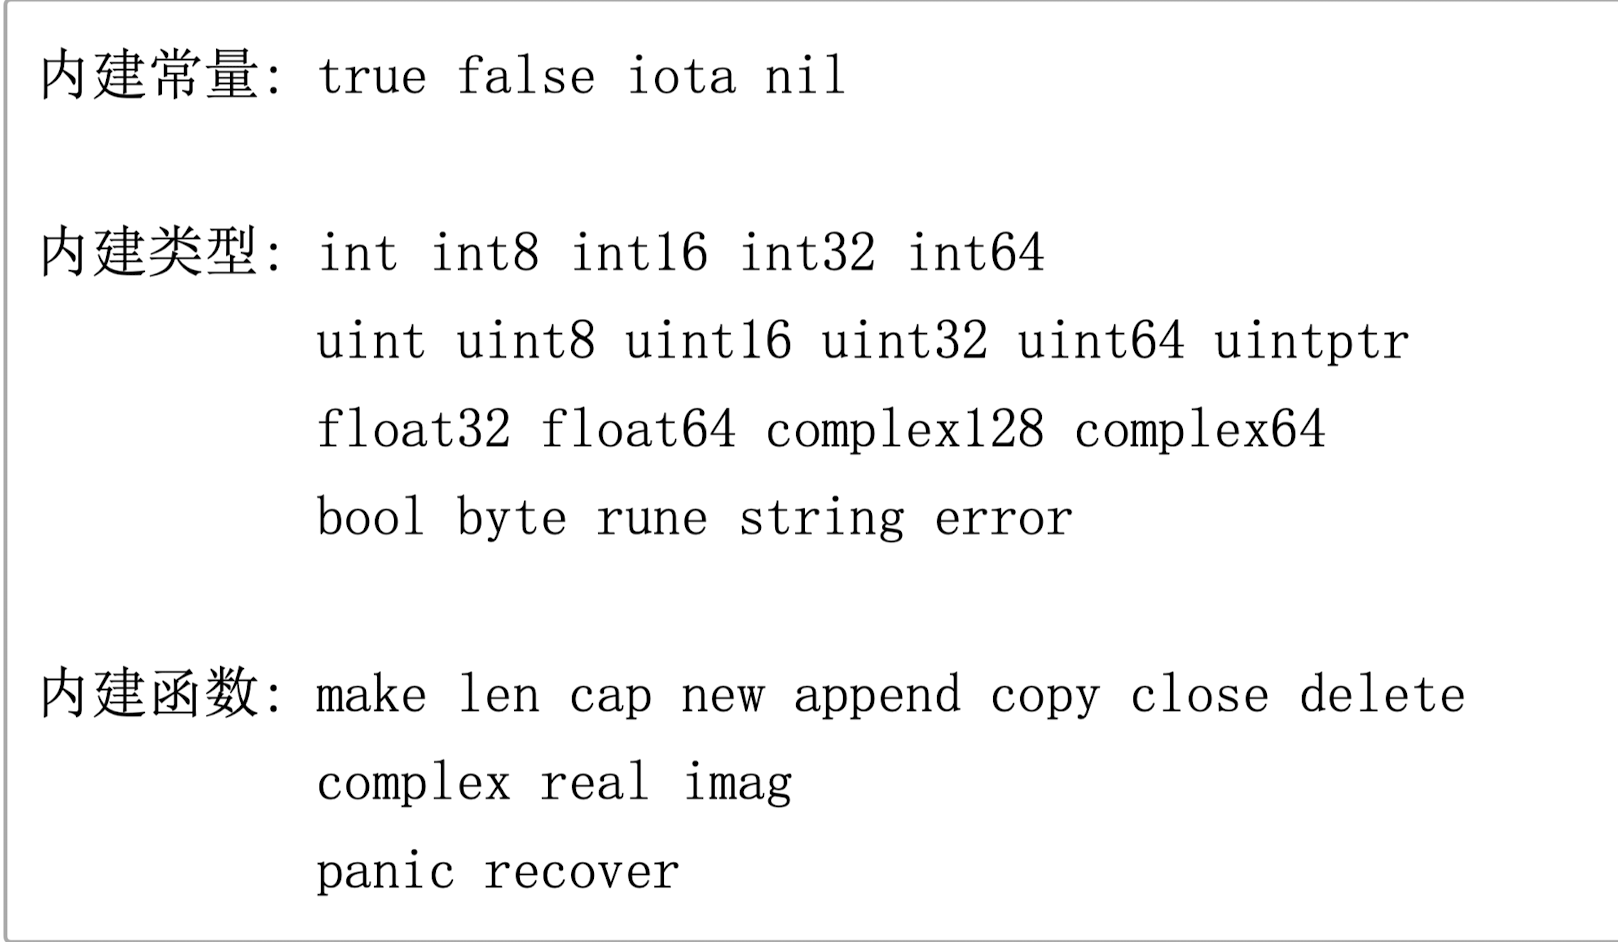 内建常量: true false iota nil
内建类型: int int8 int16 int32 int64
uint uint8 uint16 uint32 uint64 uintptr
float32 float64 complex128 complex64
bool byte rune string error
内建函数: make len cap new append copy close delete
complex real imag
panic recover